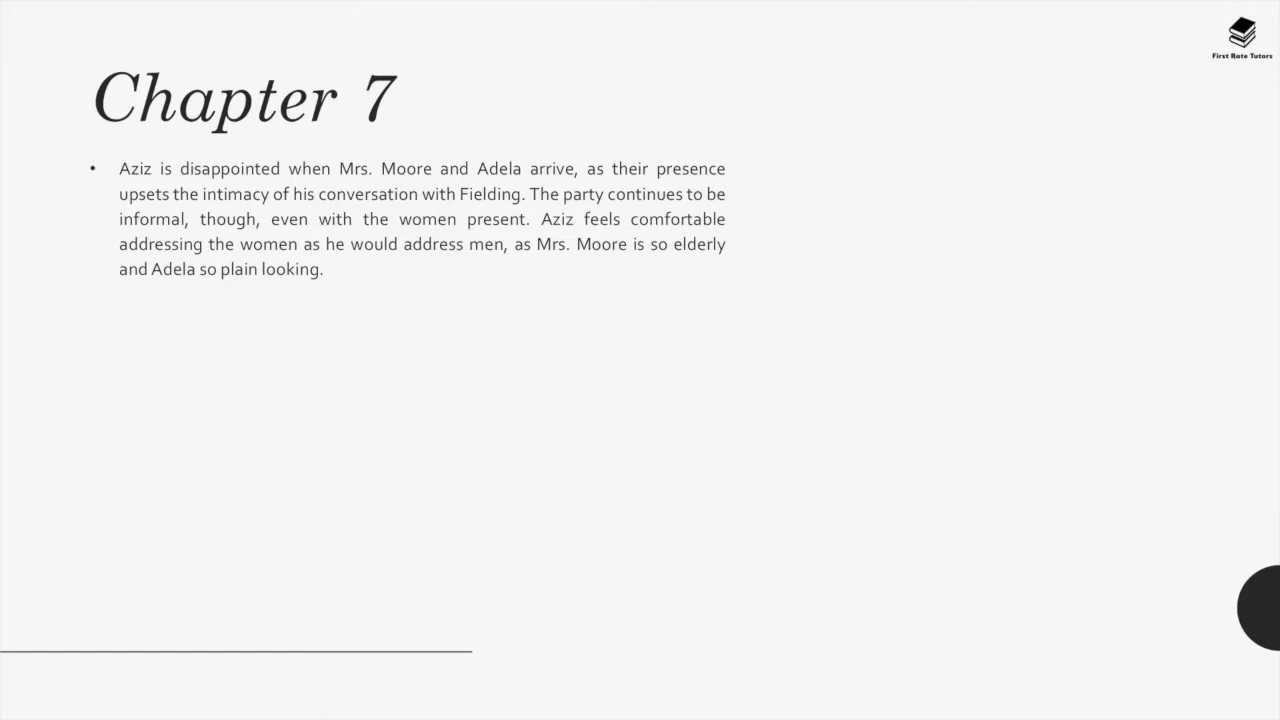 First Rate Tutors
Chapter 7
• Aziz is disappointed when Mrs. Moore and Adela arrive, as their presence
upsets the intimacy of his conversation with Fielding. The party continues to be
informal, though, even with the women present. Aziz feels comfortable
addressing the women as he would address men, as Mrs. Moore is so elderly
and Adela so plain looking.